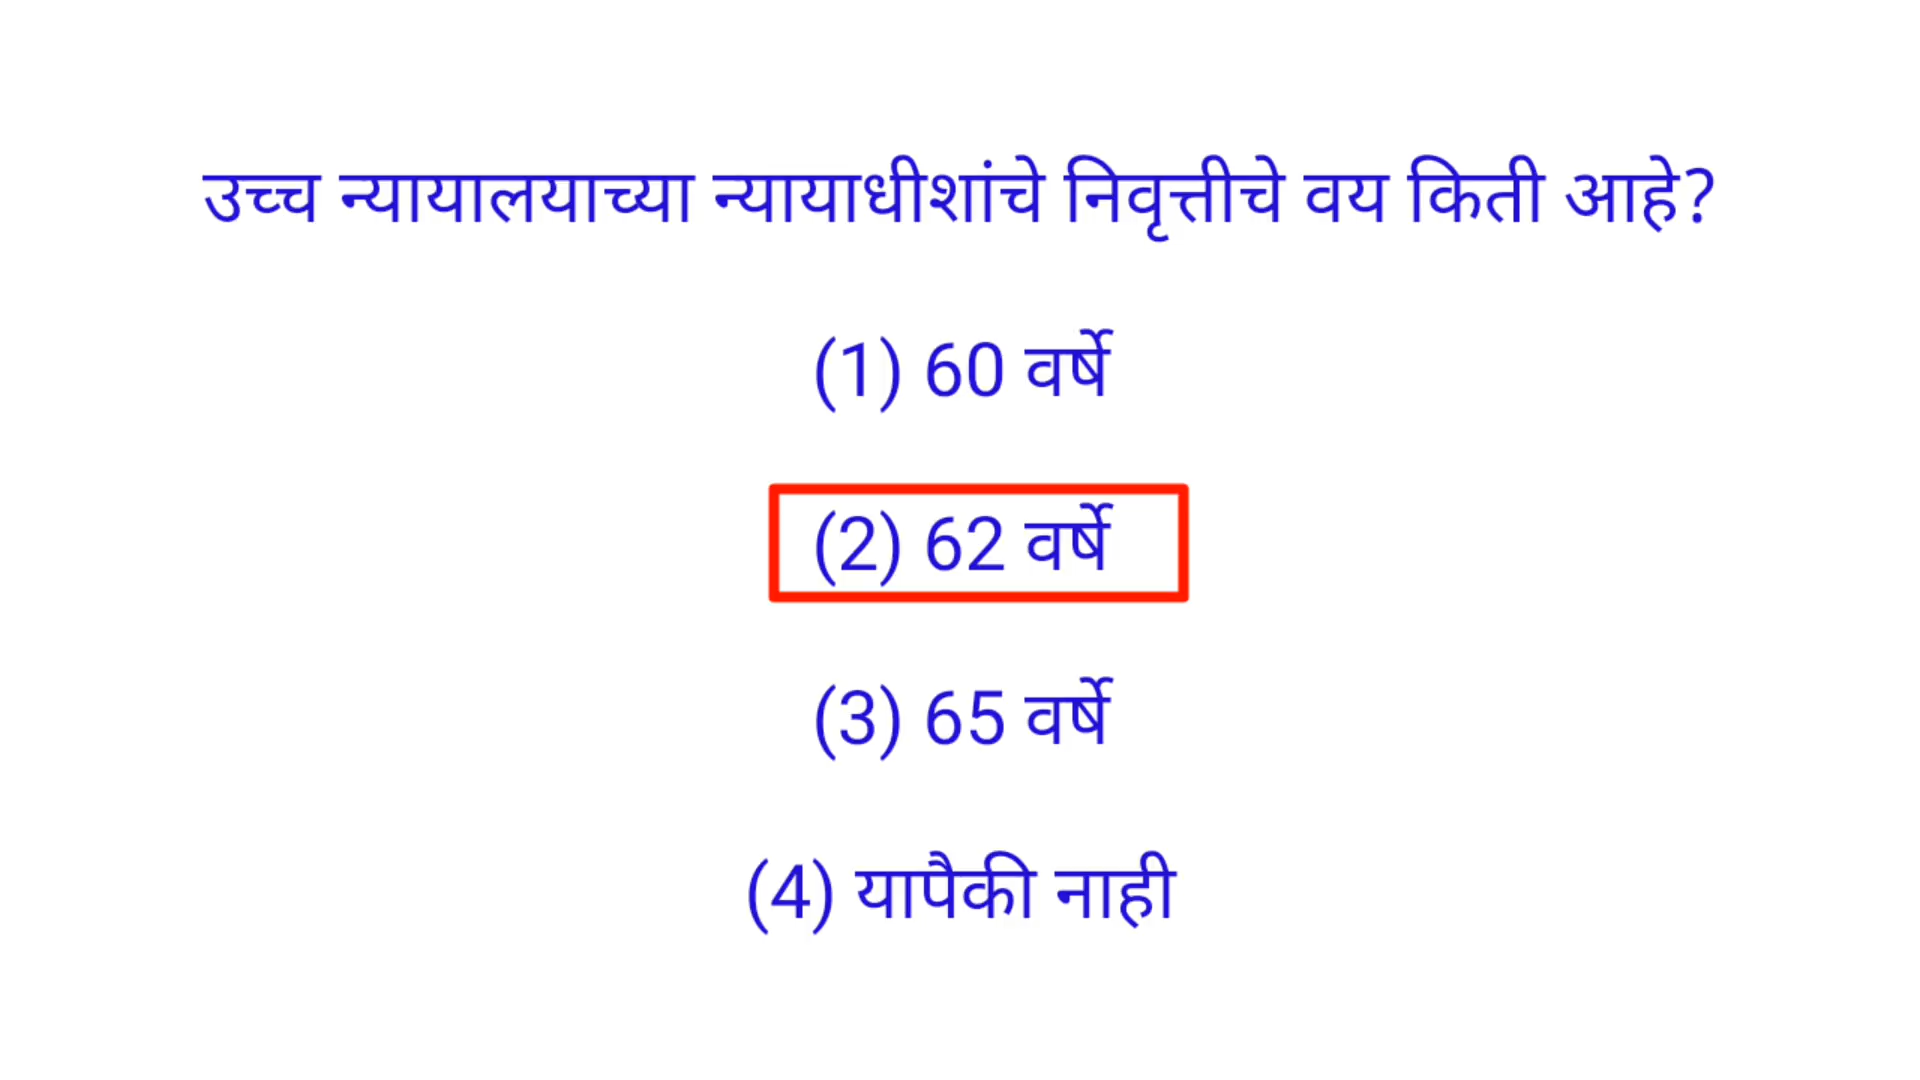 उच्च न्यायालयाच्या न्यायाधीशांचे निवृत्तीचे वय किती आहे?
(1) 60 वर्षे
(2) 62 वर्षे
(3) 65 वर्षे
(4) यापैकी नाही